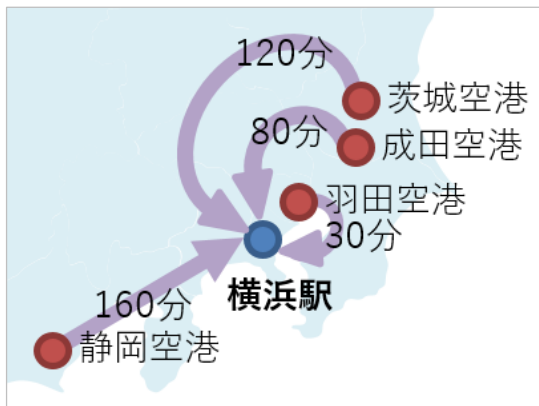 120分
茨城空港
80分
成田空港
羽田空港
30分
横浜駅
160分
静岡空港